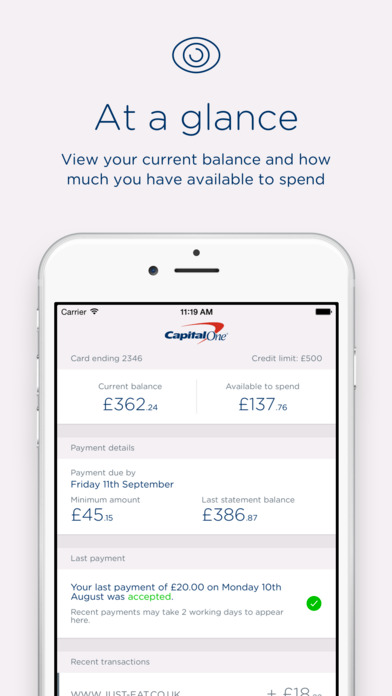 At a glance
View your current balance and how
much you have available to spend
Carrier 11:19 AM
CapitalOne
Card ending 2346 Credit limit: £500
Current balance Available to spend
£362.24 £137.76
Payment details
Payment due by
Friday 11th September
Minimum amount Last statement balance
£45.15 £386.87
Last payment
Your last payment of £20.00 on Monday 10th
August was accepted.
Recent payments may take 2 working days to appear
here.
Recent transactions
WWW.JUST-EAT.CO.UK + £18